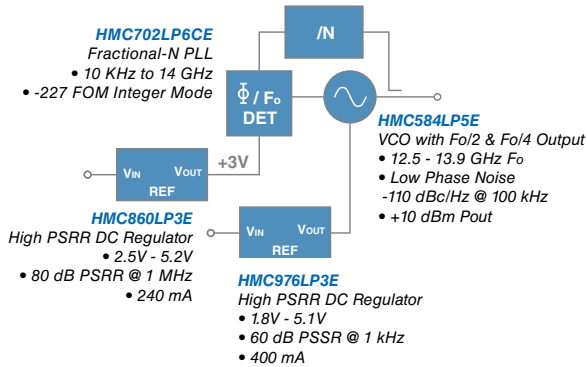 HMC702LP6CE
Fractional-N PLL
• 10 KHz to 14 GHz
• -227 FOM Integer Mode
/N
Φ / Fo
DET
HMC584LP5E
VCO with Fo/2 & Fo/4 Output
• 12.5 - 13.9 GHz Fo
• Low Phase Noise
-110 dBc/Hz @ 100 kHz
• +10 dBm Pout
+3V
VIN VOUT
REF
HMC860LP3E
High PSRR DC Regulator
• 2.5V - 5.2V
• 80 dB PSRR @ 1 MHz
• 240 mA
VIN VOUT
REF
HMC976LP3E
High PSRR DC Regulator
• 1.8V - 5.1V
• 60 dB PSSR @ 1 kHz
• 400 mA